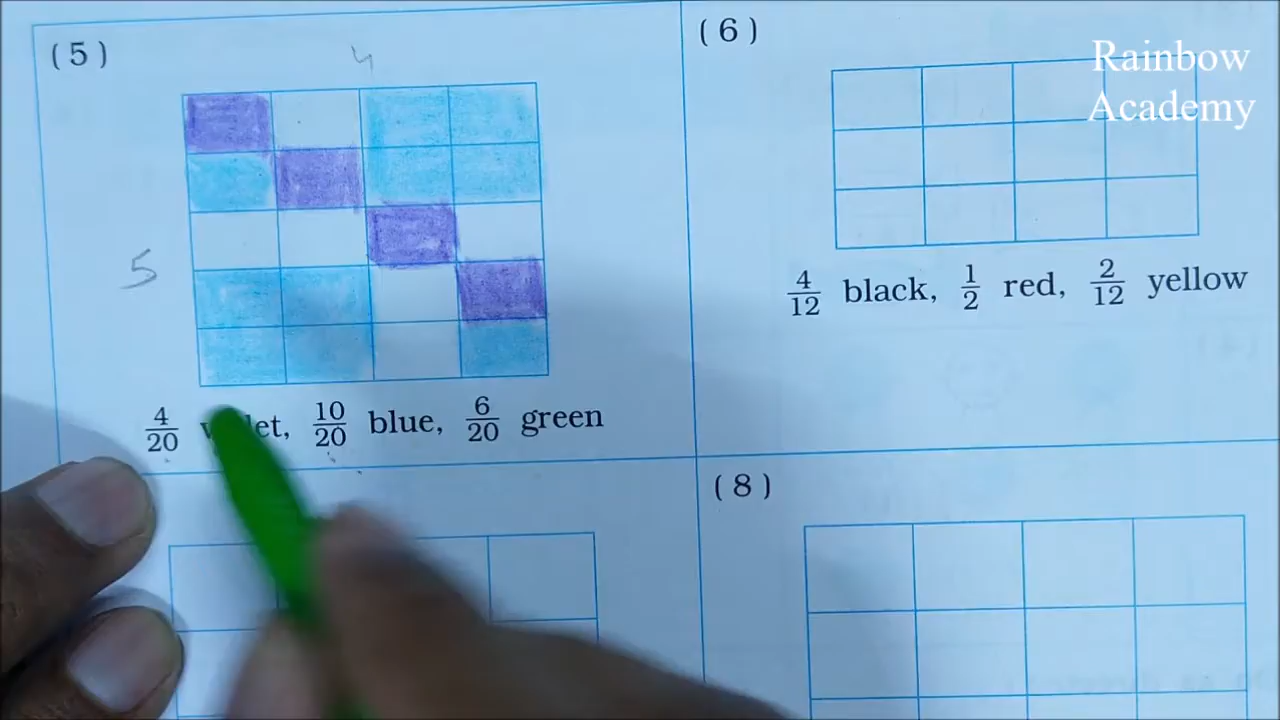 ( 5 )
4
5
4/20 violet, 10/20 blue, 6/20 green
( 6 )
Rainbow
Academy
4/12 black, 1/2 red, 2/12 yellow
( 8 )